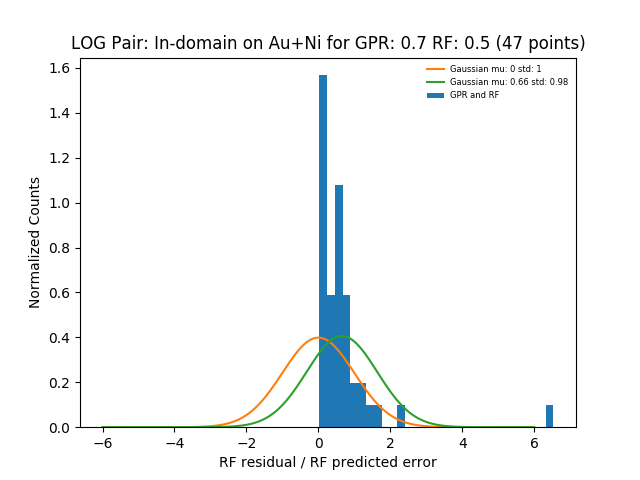 LOG Pair: In-domain on Au+Ni for GPR: 0.7 RF: 0.5 (47 points)
Gaussian mu: 0 std: 1
Gaussian mu: 0.66 std: 0.98
GPR and RF
Normalized Counts
1.6
1.4
1.2
1.0
0.8
0.6
0.4
0.2
0.0
−6 −4 −2 0 2 4 6
RF residual / RF predicted error